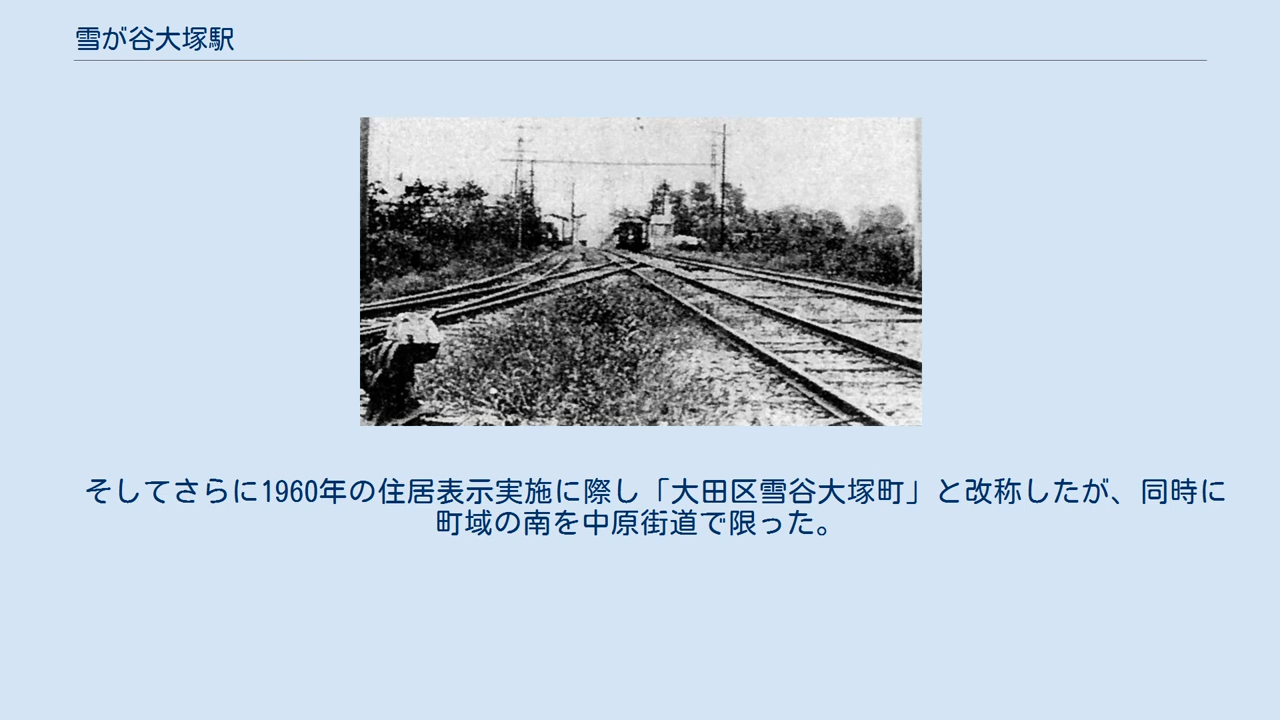 雪が谷大塚駅
そしてさらに1960年の住居表示実施に際し「大田区雪谷大塚町」と改称したが、同時に
町域の南を中原街道で限った。